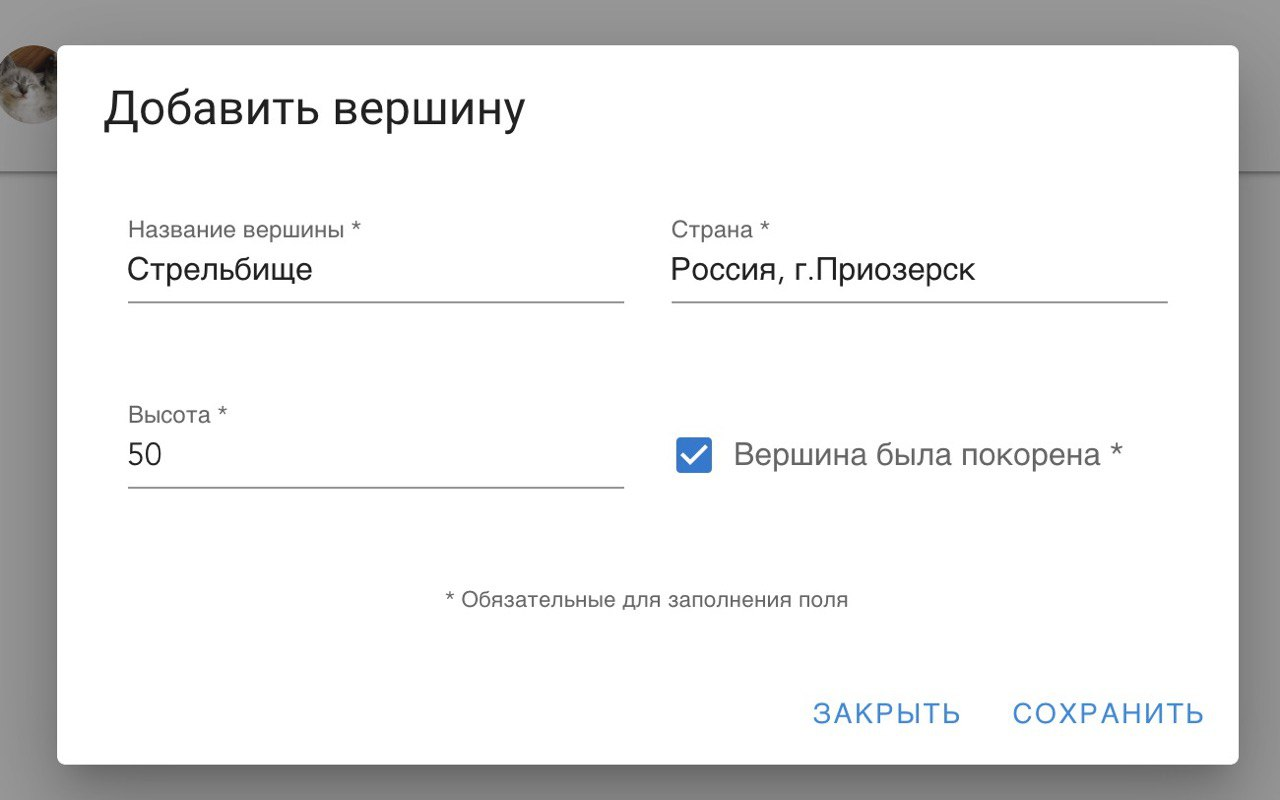 Добавить вершину
Название вершины *
Страна *
Стрельбище
Россия, г.Приозерск
Высота *
50
Вершина была покорена *
* Обязательные для заполнения поля
ЗАКРЫТЬ
СОХРАНИТЬ